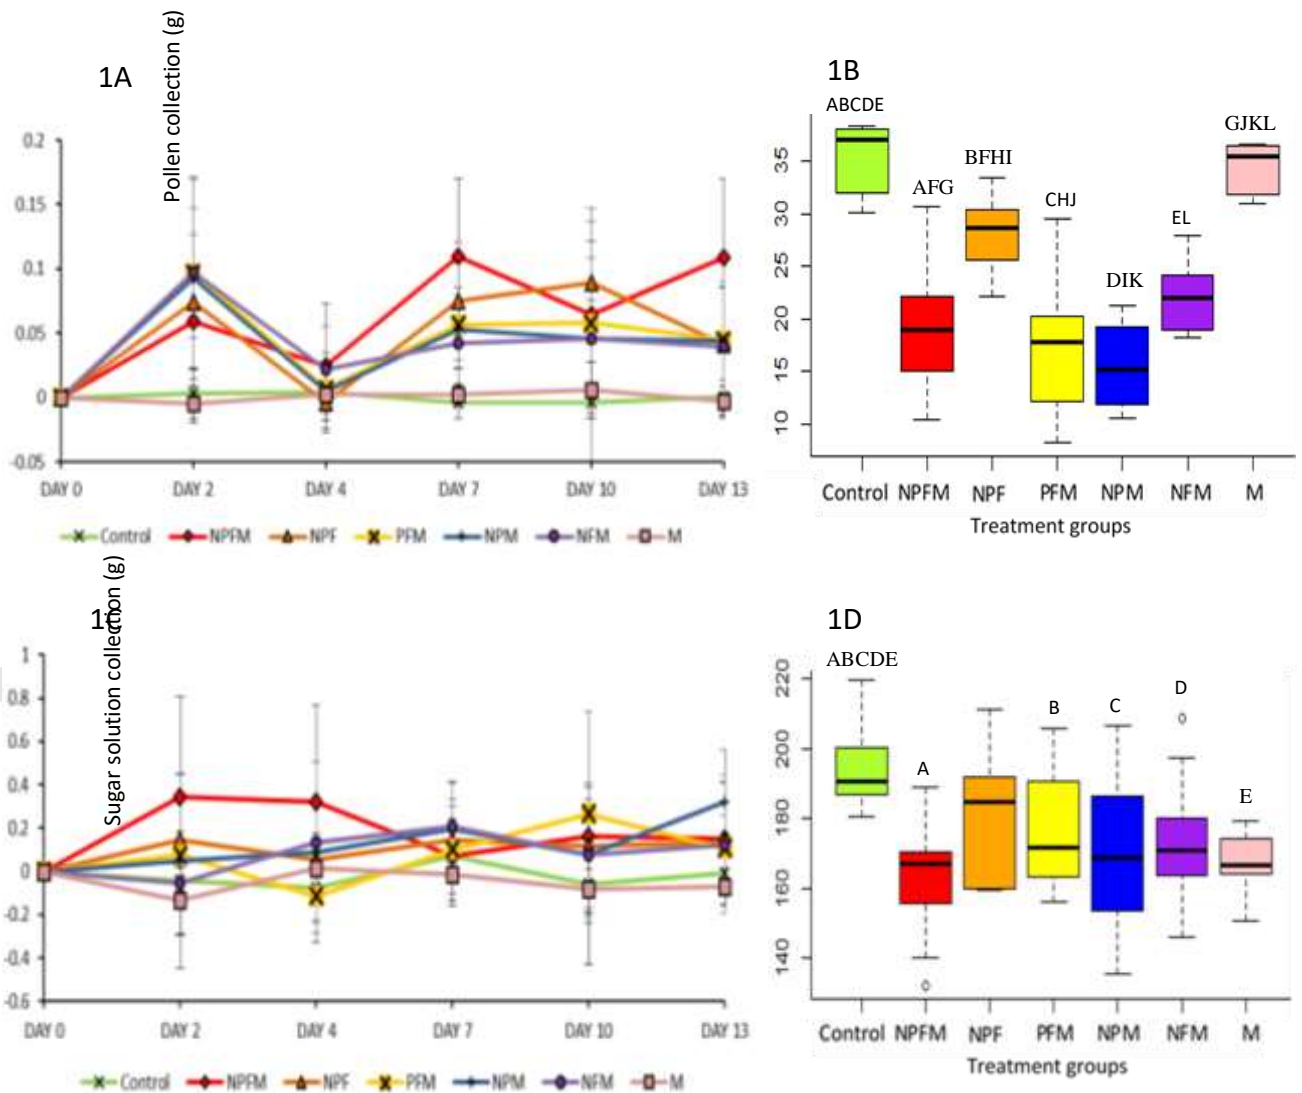 1A
Pollen collection (g)
0.2
0.15
0.1
0.05
0
-0.05
DAY 0 DAY 2 DAY 4 DAY 7 DAY 10 DAY 13
Control NPFM NPF PFM NPM NFM M
1B
ABCDE
AFG
BFHI
CHJ
DIK
EL
GJKL
35
30
25
20
15
10
Control NPFM NPF PFM NPM NFM M
Treatment groups
1C
Sugar solution collection (g)
1
0.8
0.6
0.4
0.2
0
-0.2
-0.4
-0.6
DAY 0 DAY 2 DAY 4 DAY 7 DAY 10 DAY 13
Control NPFM NPF PFM NPM NFM M
1D
ABCDE
A
B
C
D
E
220
200
180
160
140
Control NPFM NPF PFM NPM NFM M
Treatment groups